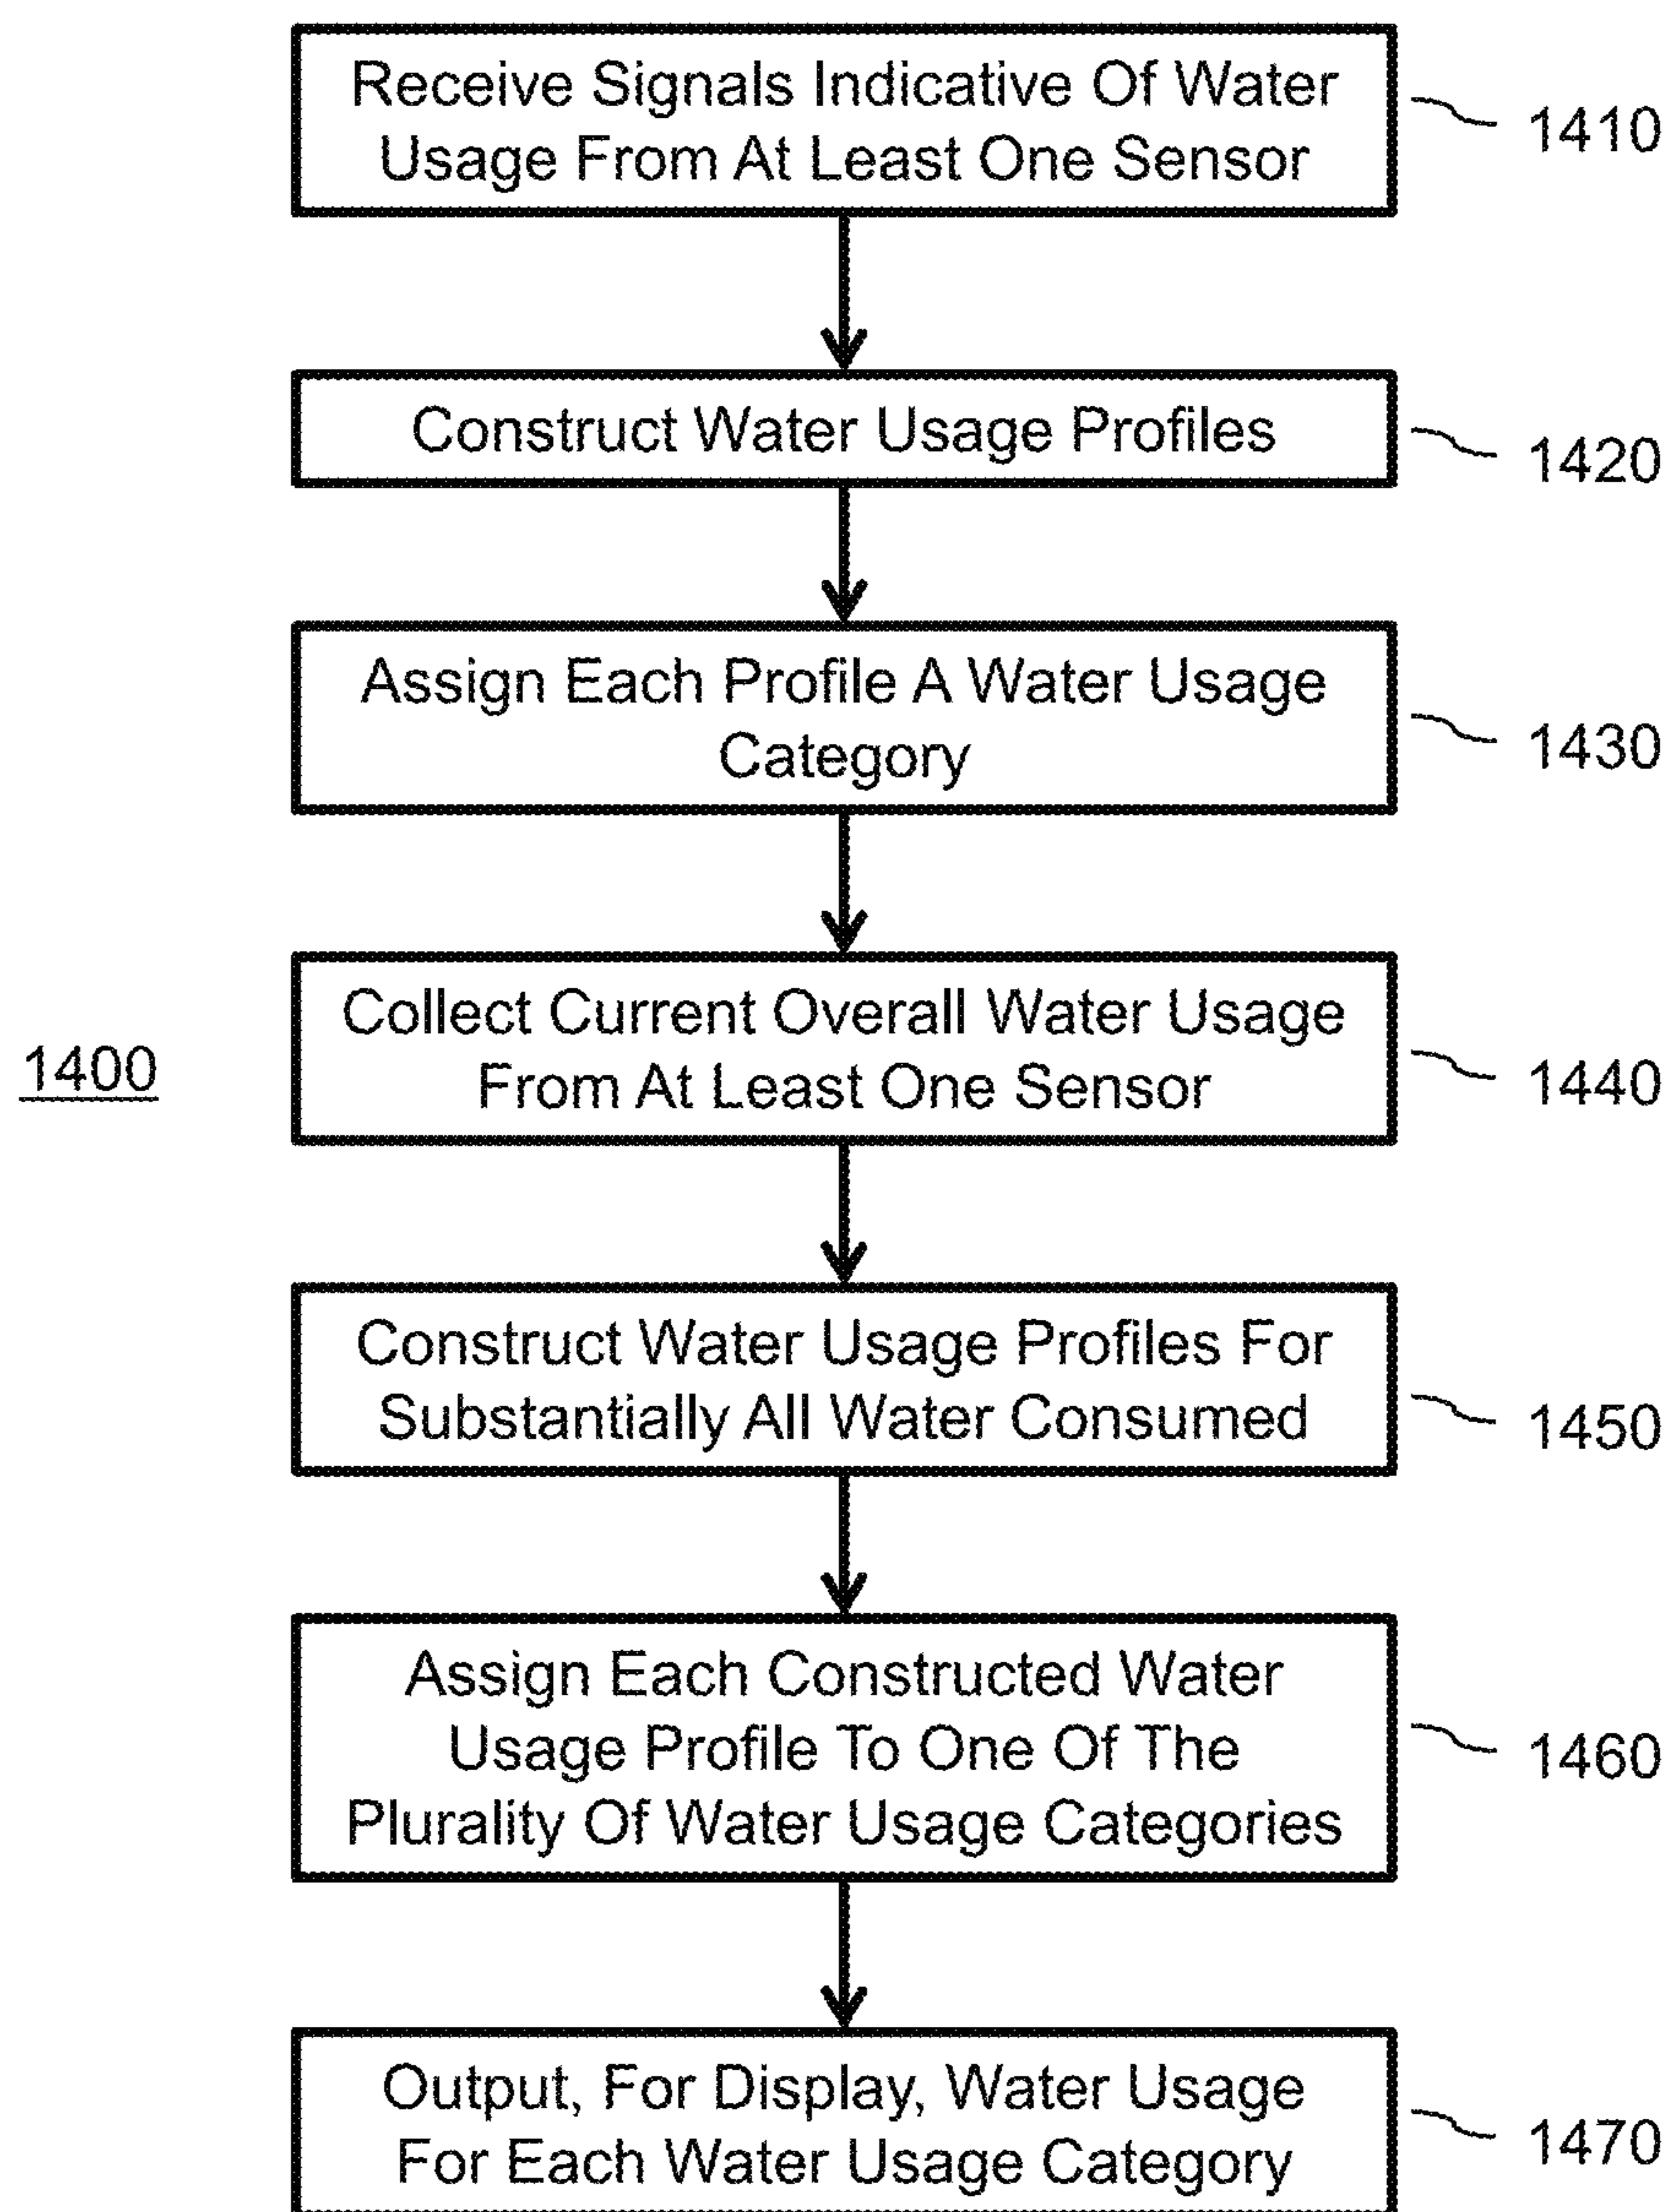 Receive Signals Indicative Of Water
Usage From At Least One Sensor
1410
Construct Water Usage Profiles
1420
Assign Each Profile A Water Usage
Category
1430
1400
Collect Current Overall Water Usage
From At Least One Sensor
1440
Construct Water Usage Profiles For
Substantially All Water Consumed
1450
Assign Each Constructed Water
Usage Profile To One Of The
Plurality Of Water Usage Categories
1460
Output, For Display, Water Usage
For Each Water Usage Category
1470